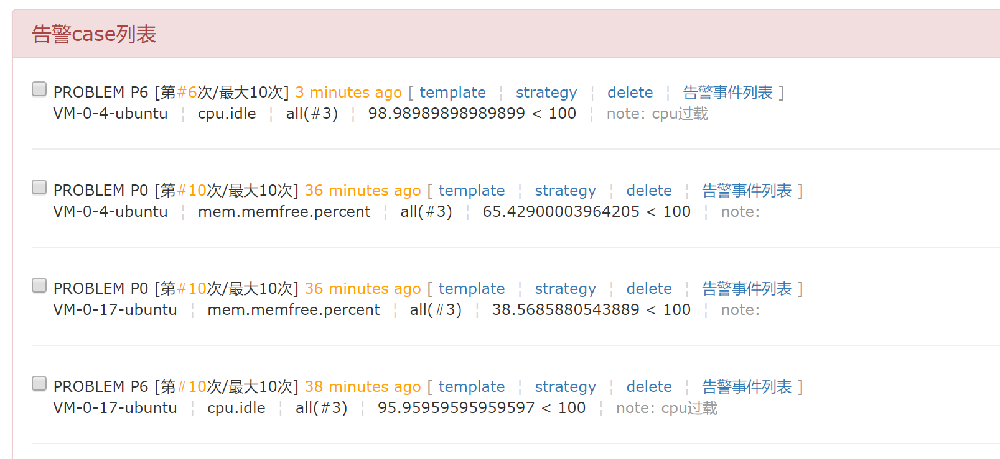 告警case列表
PROBLEM P6 [第#6次/最大10次] 3 minutes ago [ template ¦ strategy ¦ delete ¦ 告警事件列表 ]
VM-0-4-ubuntu ¦ cpu.idle ¦ all(#3) ¦ 98.98989898989899 < 100 ¦ note: cpu过载
PROBLEM P0 [第#10次/最大10次] 36 minutes ago [ template ¦ strategy ¦ delete ¦ 告警事件列表 ]
VM-0-4-ubuntu ¦ mem.memfree.percent ¦ all(#3) ¦ 65.42900003964205 < 100 ¦ note:
PROBLEM P0 [第#10次/最大10次] 36 minutes ago [ template ¦ strategy ¦ delete ¦ 告警事件列表 ]
VM-0-17-ubuntu ¦ mem.memfree.percent ¦ all(#3) ¦ 38.5685880543889 < 100 ¦ note:
PROBLEM P6 [第#10次/最大10次] 38 minutes ago [ template ¦ strategy ¦ delete ¦ 告警事件列表 ]
VM-0-17-ubuntu ¦ cpu.idle ¦ all(#3) ¦ 95.95959595959597 < 100 ¦ note: cpu过载